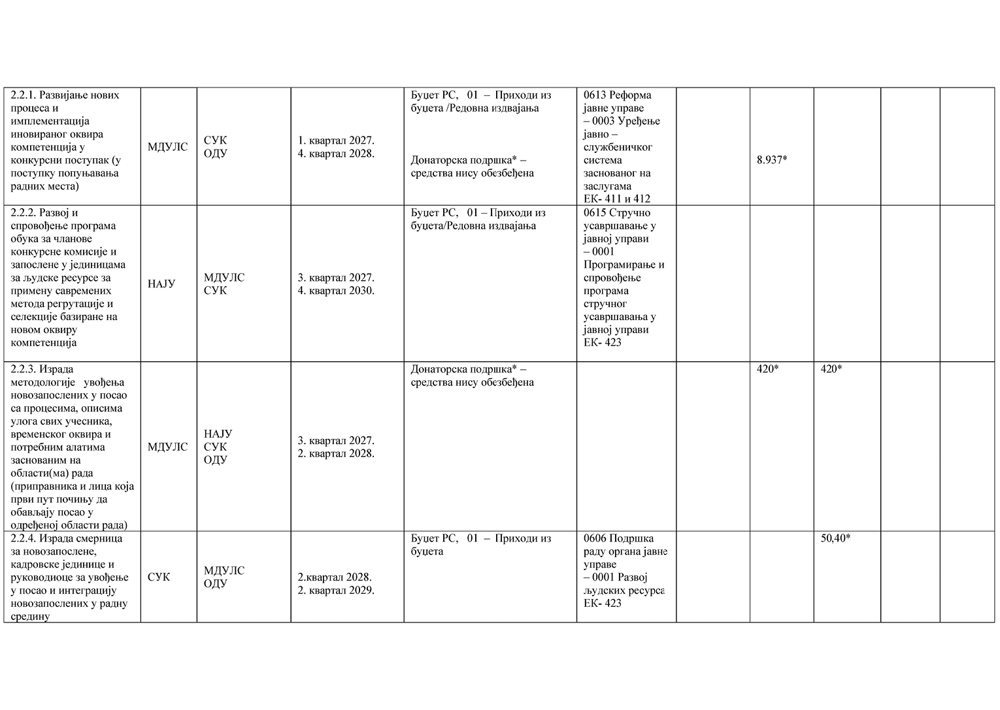 2.2.1. Развијање нових
процеса и
имплементација
иновираног оквира
компетенција у
конкурсни поступак (у
поступку попуњавања
радних места)
МДУЛС
СУК
ОДУ
1. квартал 2027.
4. квартал 2028.
Буџет РС, 01 – Приходи из
буџета /Редовна издвајања
Донаторска подршка* –
средства нису обезбеђена
0613 Реформа
јавне управе
– 0003 Уређење
јавно –
службеничког
система
заснованог на
заслугама
ЕК- 411 и 412
8.937*
2.2.2. Развој и
спровођење програма
обука за чланове
конкурсне комисије и
запослене у јединицама
за људске ресурсе за
примену савремених
метода регрутације и
селекције базиране на
новом оквиру
компетенција
НАЈУ
МДУЛС
СУК
3. квартал 2027.
4. квартал 2030.
Буџет РС, 01 – Приходи из
буџета/Редовна издвајања
0615 Стручно
усавршавање у
јавној управи
– 0001
Програмирање и
спровођење
програма
стручног
усавршавања у
јавној управи
ЕК- 423
2.2.3. Израда
методологије увођења
новозапослених у посао
са процесима, описима
улога свих учесника,
временског оквира и
потребним алатима
заснованим на
области(ма) рада
(приправника и лица која
први пут почињу да
обављају посао у
одређеној области рада)
МДУЛС
НАЈУ
СУК
ОДУ
3. квартал 2027.
2. квартал 2028.
Донаторска подршка* –
средства нису обезбеђена
420*
420*
2.2.4. Израда смерница
за новозапослене,
кадровске јединице и
руководиоце за увођење
у посао и интеграцију
новозапослених у радну
средину
СУК
МДУЛС
ОДУ
2.квартал 2028.
2. квартал 2029.
Буџет РС, 01 – Приходи из
буџета
0606 Подршка
раду органа јавне
управе
– 0001 Развој
људских ресурса
ЕК- 423
50,40*